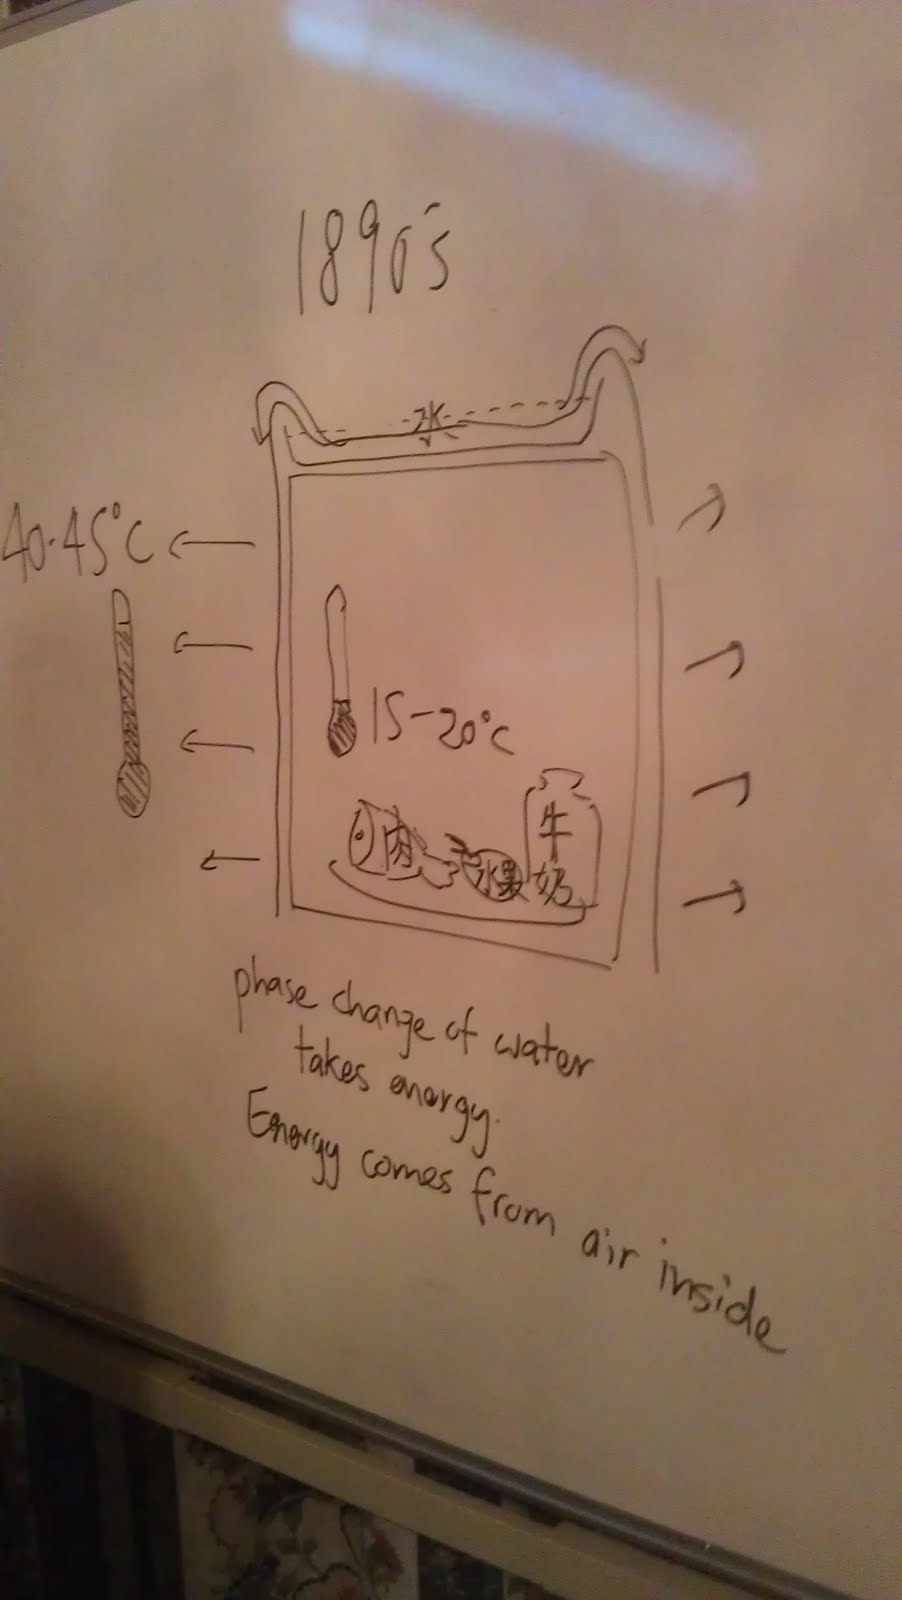 1890's
水
40-45°C
15-20°C
肉
水果
牛
奶
phase change of water
takes energy.
Energy comes from air inside